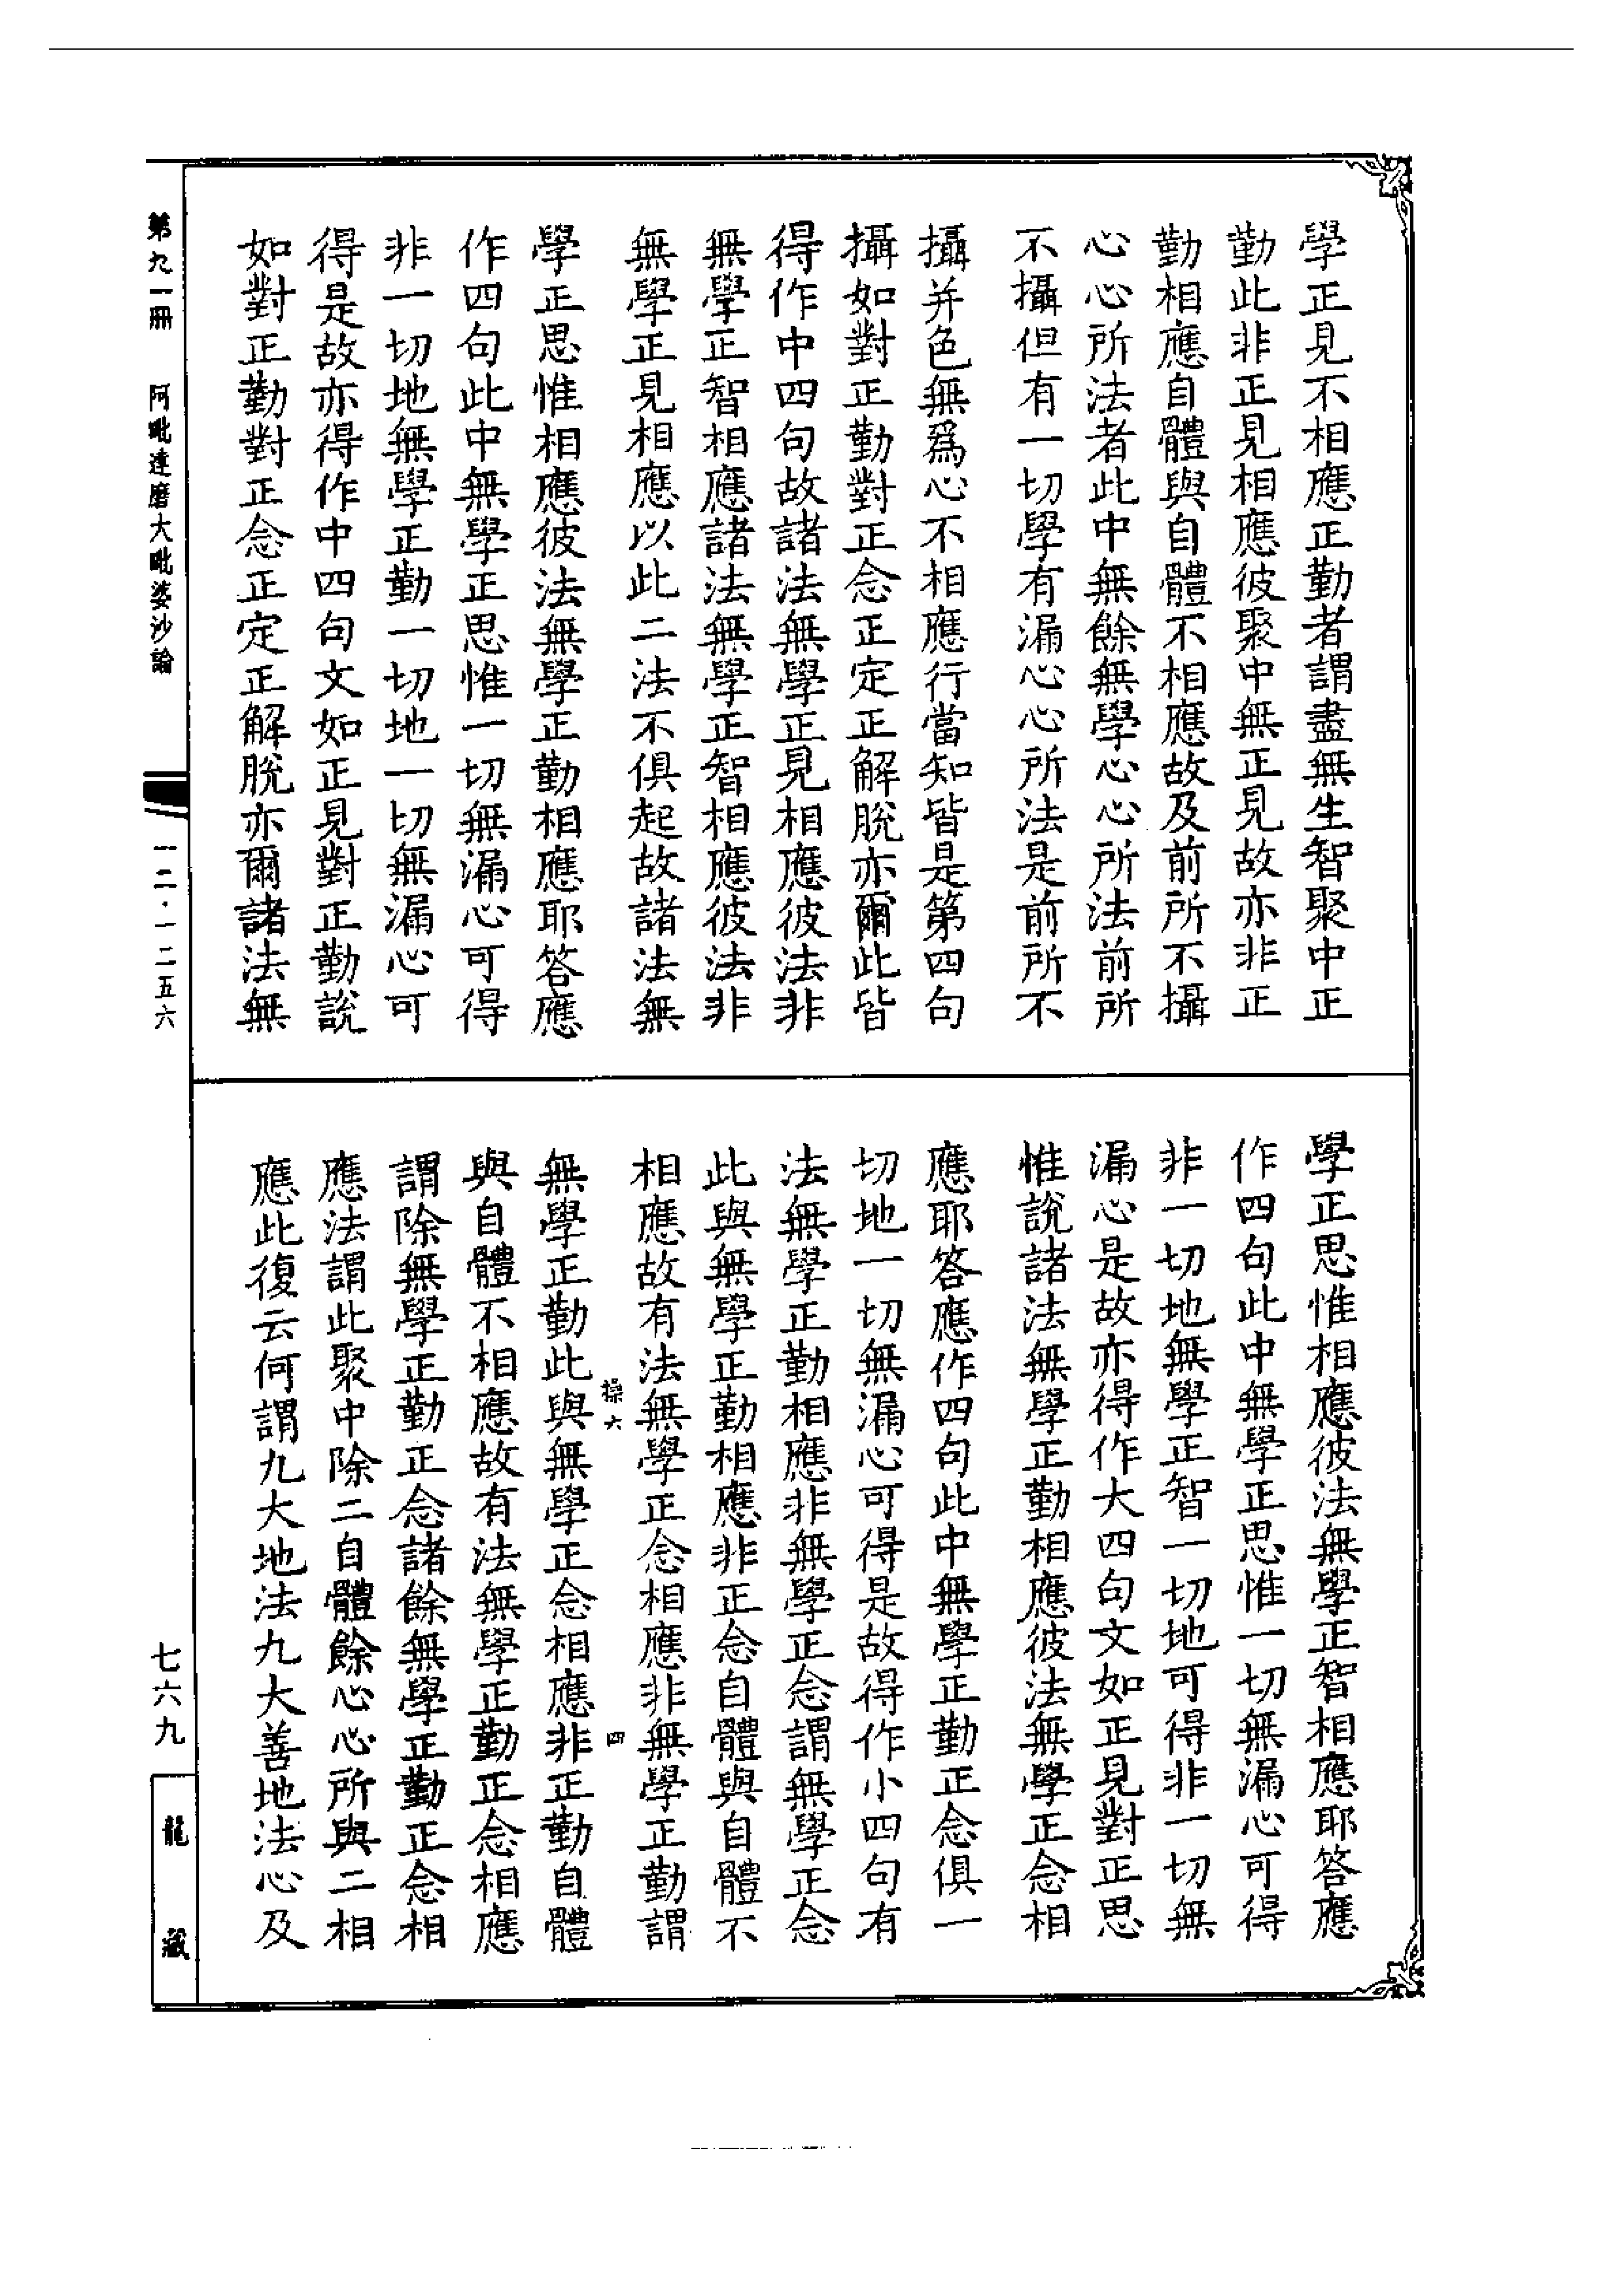 學正見不相應正勤者謂盡無生智聚中正
勤此非正見相應彼聚中無正見故亦非正
勤相應自體與自體不相應故及前所不攝
心心所法者此中無餘無學心心所法前所
不攝但有一切學有漏心心所法是前所不
攝并色無爲心不相應行當知皆是第四句
攝如對正勤對正念正定正解脫亦爾此皆
得作中四句故諸法無學正見相應彼法非
無學正智相應諸法無學正智相應彼法非
無學正見相應以此二法不俱起故諸法無
學正思惟相應彼法無學正勤相應耶答應
作四句此中無學正思惟一切無漏心可得
非一切地無學正勤一切地一切無漏心可
得是故亦得作中四句文如正見對正勤說
如對正勤對正念正定正解脫亦爾諸法無
學正思惟相應彼法無學正智相應耶答應
作四句此中無學正思惟一切無漏心可得
非一切地無學正智一切地可得非一切無
漏心是故亦得作大四句文如正見對正思
惟說諸法無學正勤相應彼法無學正念相
應耶答應作四句此中無學正勤正念俱一
切地一切無漏心可得是故得作小四句有
法無學正勤相應非無學正念謂無學正念
此與無學正勤相應非正念自體與自體不
相應故有法無學正念相應非無學正勤謂
操六
四
無學正勤此與無學正念相應非正勤自體
與自體不相應故有法無學正勤正念相應
謂除無學正勤正念諸餘無學正勤正念相
應法謂此聚中除二自體餘心心所與二相
應此復云何謂九大地法九大善地法心及
第九一冊 阿毗達磨大毗婆沙論
一二·一二五六
七六九
龍藏